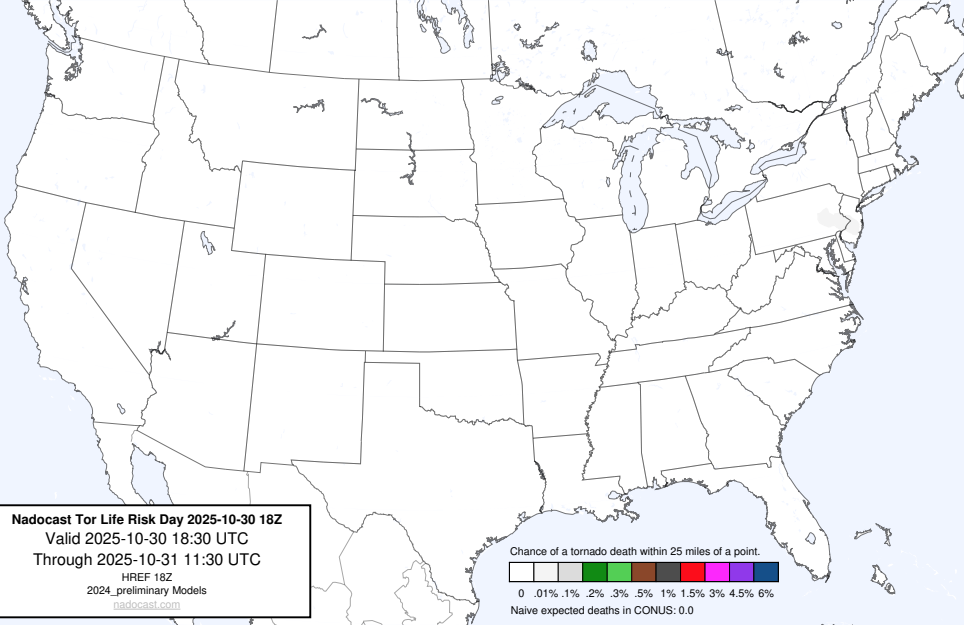 Nadocast Tor Life Risk Day 2025-10-30 18Z
Valid 2025-10-30 18:30 UTC
Through 2025-10-31 11:30 UTC
HREF 18Z
2024_preliminary Models
nadocast.com
Chance of a tornado death within 25 miles of a point.
0 .01% .1% .2% .3% .5% 1% 1.5% 3% 4.5% 6%
Naive expected deaths in CONUS: 0.0